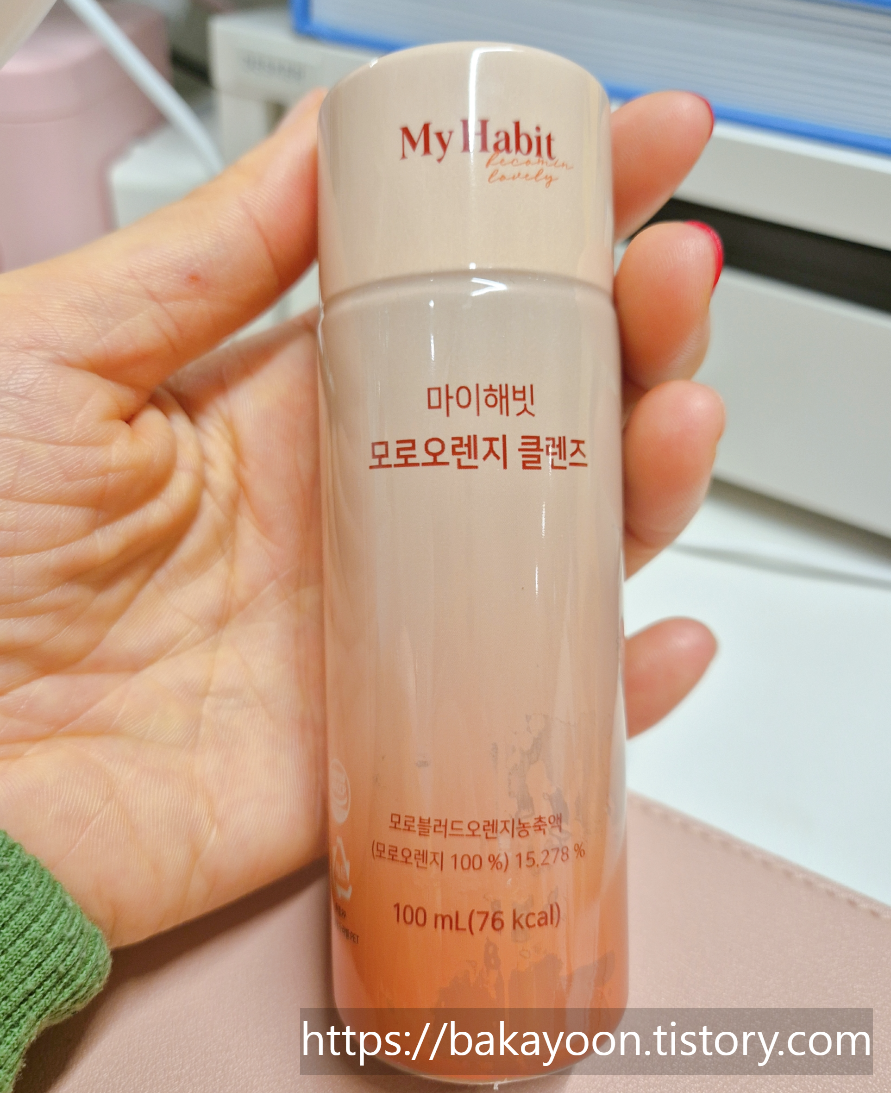 My Habit
becomin
lovely
마이해빗
모로오렌지 클렌즈
모로블러드오렌지농축액
(모로오렌지 100 %) 15.278 %
100 mL(76 kcal)
https://bakayoon.tistory.com